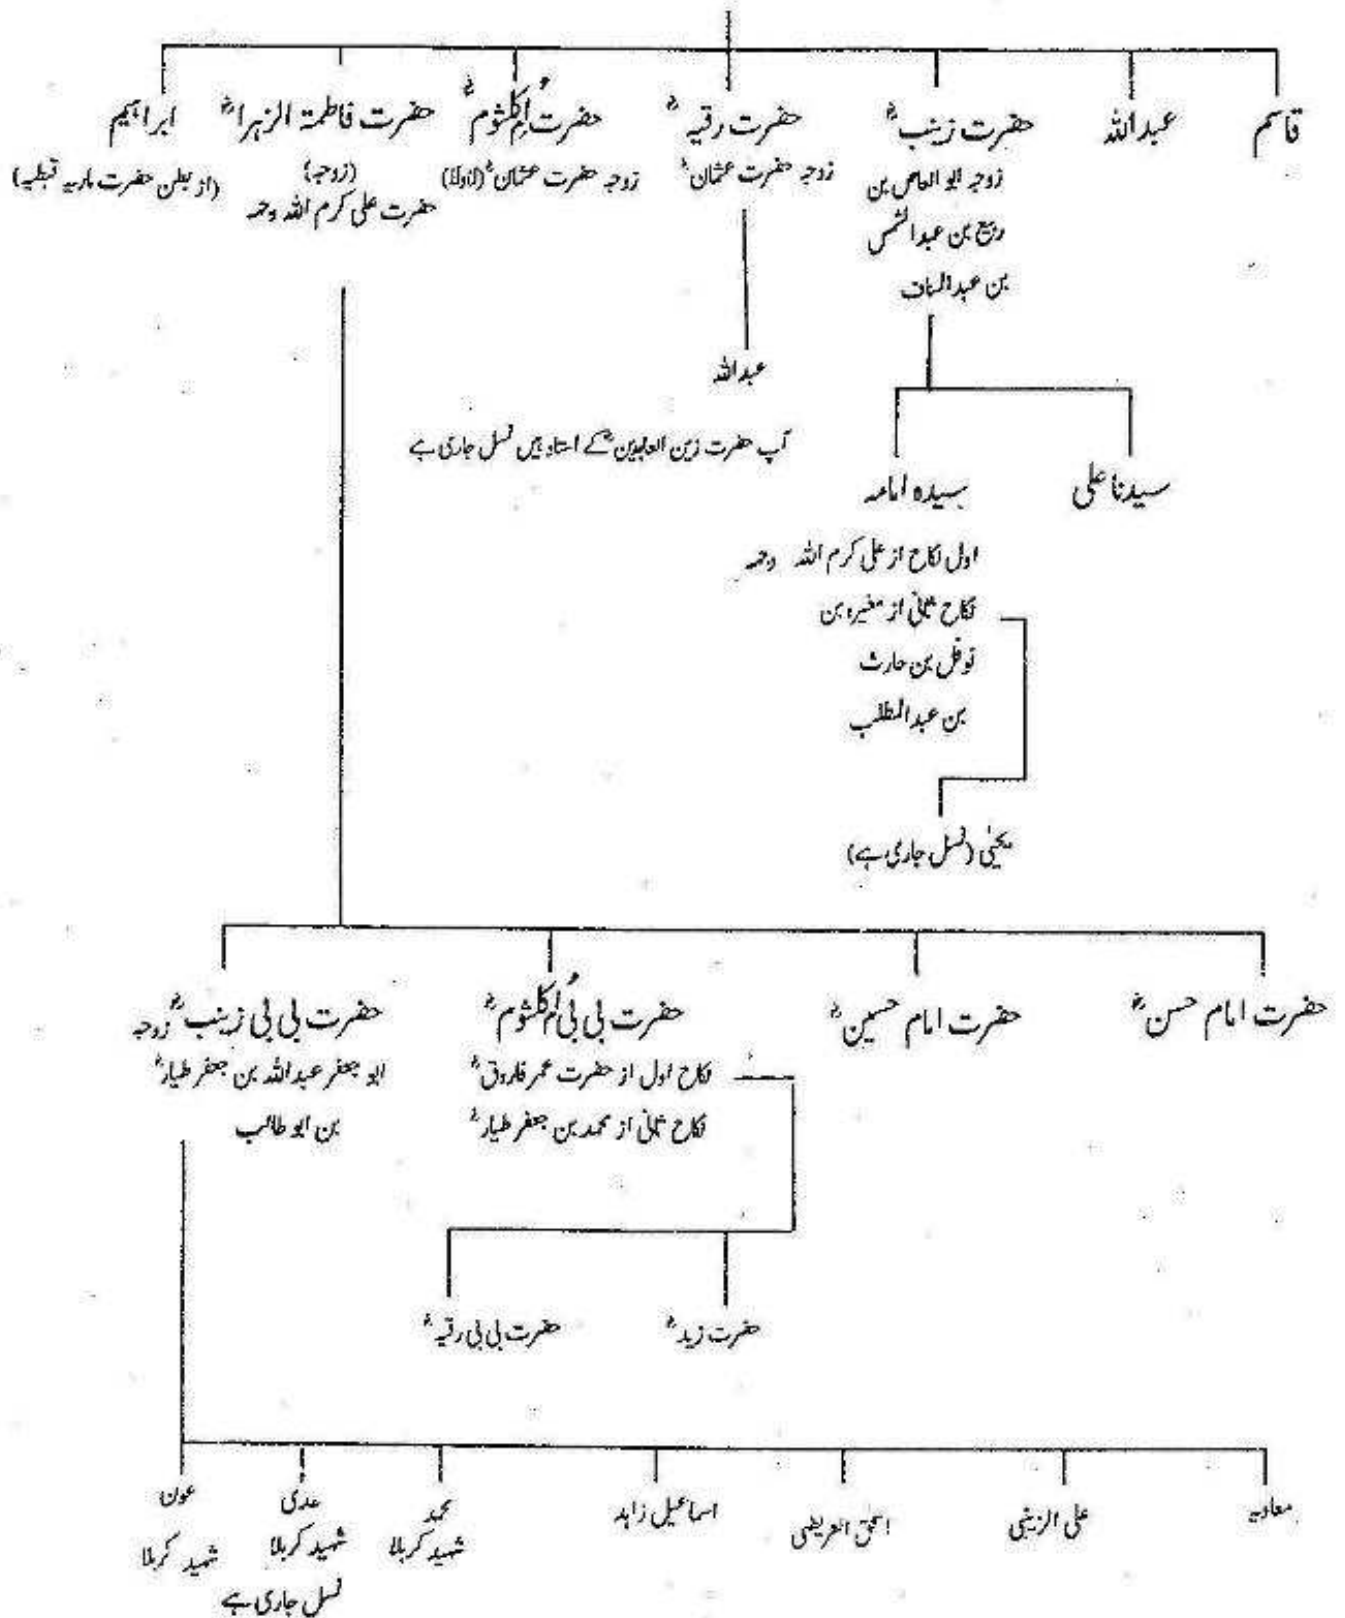 قاسم
عبداللہ
حضرت زینبؓ
زوجہ ابو العاص بن
ربیع بن عبدالشمس
بن عبدالمناف
حضرت رقیہؓ
زوجہ حضرت عثمانؓ
حضرت اُمِ کلثومؓ
زوجہ حضرت عثمانؓ (لاولد)
حضرت فاطمۃ الزہراؓ
(زوجہ)
حضرت علی کرم اللہ وجہہ
ابراہیم
(از بطن حضرت ماریہ قبطیہ)
عبداللہ
آپ حضرت زین العابدینؓ کے استاد ہیں نسل جاری ہے
سیدنا علی
سیدہ امامہ
اول نکاح از علی کرم اللہ وجہہ
نکاح ثانی از مغیرہ بن
نوفل بن حارث
بن عبدالمطلب
یحییٰ (نسل جاری ہے)
حضرت امام حسنؓ
حضرت امام حسینؓ
حضرت بی بی اُم کلثومؓ
نکاح اول از حضرت عمر فاروقؓ
نکاح ثانی از محمد بن جعفر طیارؓ
حضرت بی بی زینبؓ زوجہ
ابو جعفر عبداللہ بن جعفر طیارؓ
بن ابو طالب
حضرت زیدؓ
حضرت بی بی رقیہؓ
معاویہ
علی الزینبی
اسحٰق العریضی
اسماعیل زاہد
محمد
شہید کربلا
عدی
شہید کربلا
نسل جاری ہے
عون
شہید کربلا